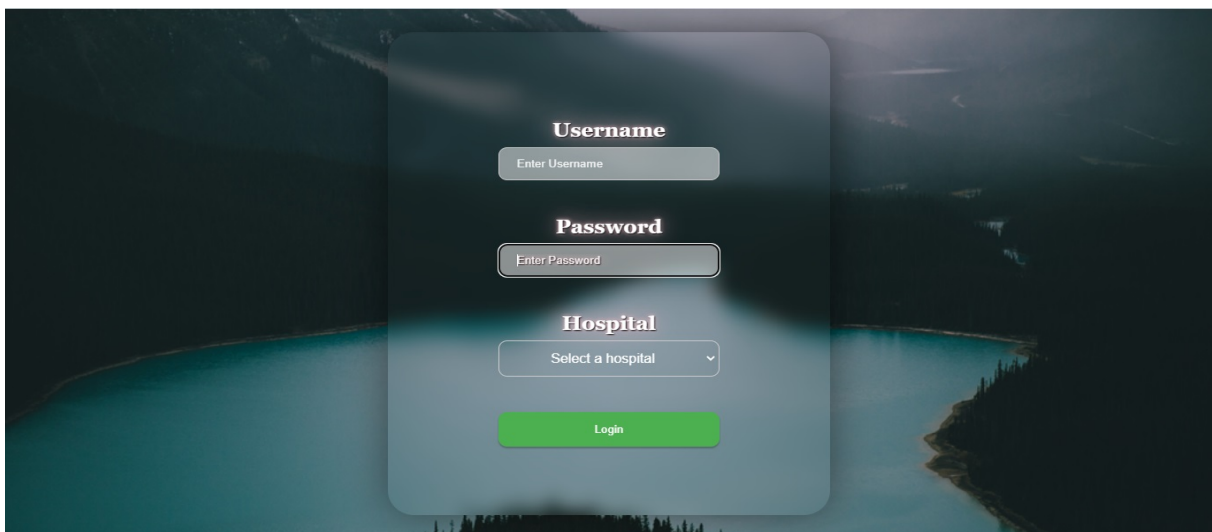 Username
Enter Username
Password
Enter Password
Hospital
Select a hospital
Login